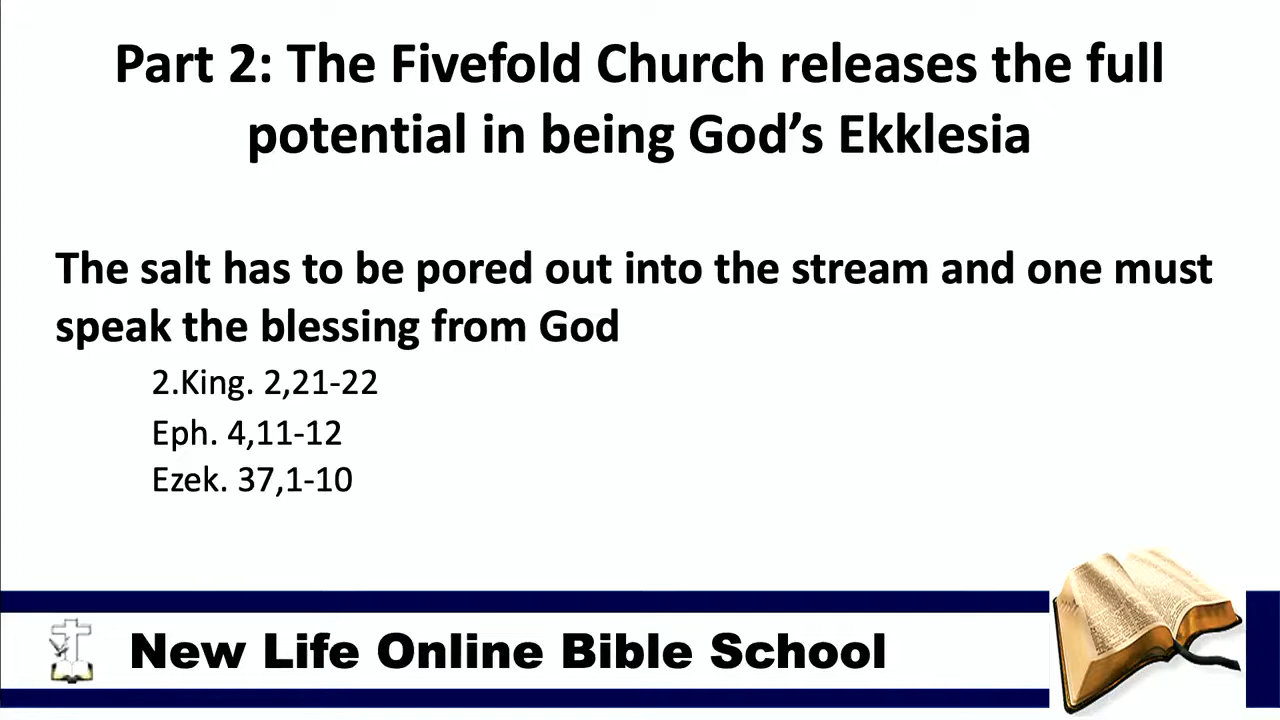 Part 2: The Fivefold Church releases the full
potential in being God’s Ekklesia
The salt has to be pored out into the stream and one must
speak the blessing from God
2.King. 2,21-22
Eph. 4,11-12
Ezek. 37,1-10
New Life Online Bible School